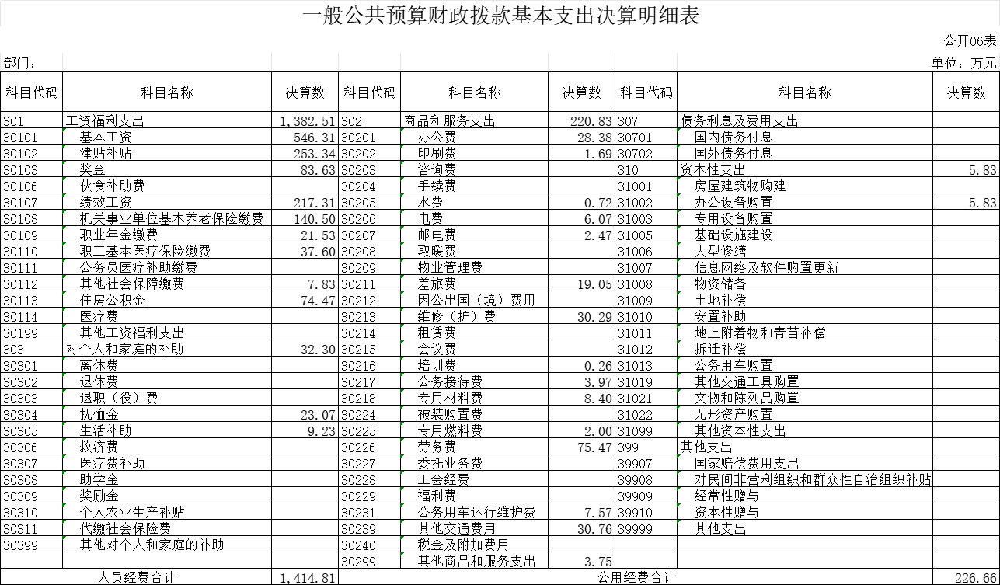 一般公共预算财政拨款基本支出决算明细表
公开06表
部门： 单位：万元
科目代码 科目名称 决算数 科目代码 科目名称 决算数 科目代码 科目名称 决算数
301 工资福利支出 1,382.51 302 商品和服务支出 220.83 307 债务利息及费用支出
30101 基本工资 546.31 30201 办公费 28.38 30701 国内债务付息
30102 津贴补贴 253.34 30202 印刷费 1.69 30702 国外债务付息
30103 奖金 83.63 30203 咨询费 310 资本性支出 5.83
30106 伙食补助费 30204 手续费 31001 房屋建筑物购建
30107 绩效工资 217.31 30205 水费 0.72 31002 办公设备购置 5.83
30108 机关事业单位基本养老保险缴费 140.50 30206 电费 6.07 31003 专用设备购置
30109 职业年金缴费 21.53 30207 邮电费 2.47 31005 基础设施建设
30110 职工基本医疗保险缴费 37.60 30208 取暖费 31006 大型修缮
30111 公务员医疗补助缴费 30209 物业管理费 31007 信息网络及软件购置更新
30112 其他社会保障缴费 7.83 30211 差旅费 19.05 31008 物资储备
30113 住房公积金 74.47 30212 因公出国（境）费用 31009 土地补偿
30114 医疗费 30213 维修（护）费 30.29 31010 安置补助
30199 其他工资福利支出 30214 租赁费 31011 地上附着物和青苗补偿
303 对个人和家庭的补助 32.30 30215 会议费 31012 拆迁补偿
30301 离休费 30216 培训费 0.26 31013 公务用车购置
30302 退休费 30217 公务接待费 3.97 31019 其他交通工具购置
30303 退职（役）费 30218 专用材料费 8.40 31021 文物和陈列品购置
30304 抚恤金 23.07 30224 被装购置费 31022 无形资产购置
30305 生活补助 9.23 30225 专用燃料费 2.00 31099 其他资本性支出
30306 救济费 30226 劳务费 75.47 399 其他支出
30307 医疗费补助 30227 委托业务费 39907 国家赔偿费用支出
30308 助学金 30228 工会经费 39908 对民间非营利组织和群众性自治组织补贴
30309 奖励金 30229 福利费 39909 经常性赠与
30310 个人农业生产补贴 30231 公务用车运行维护费 7.57 39910 资本性赠与
30311 代缴社会保险费 30239 其他交通费用 30.76 39999 其他支出
30399 其他对个人和家庭的补助 30240 税金及附加费用
30299 其他商品和服务支出 3.75
人员经费合计 1,414.81 公用经费合计 226.66